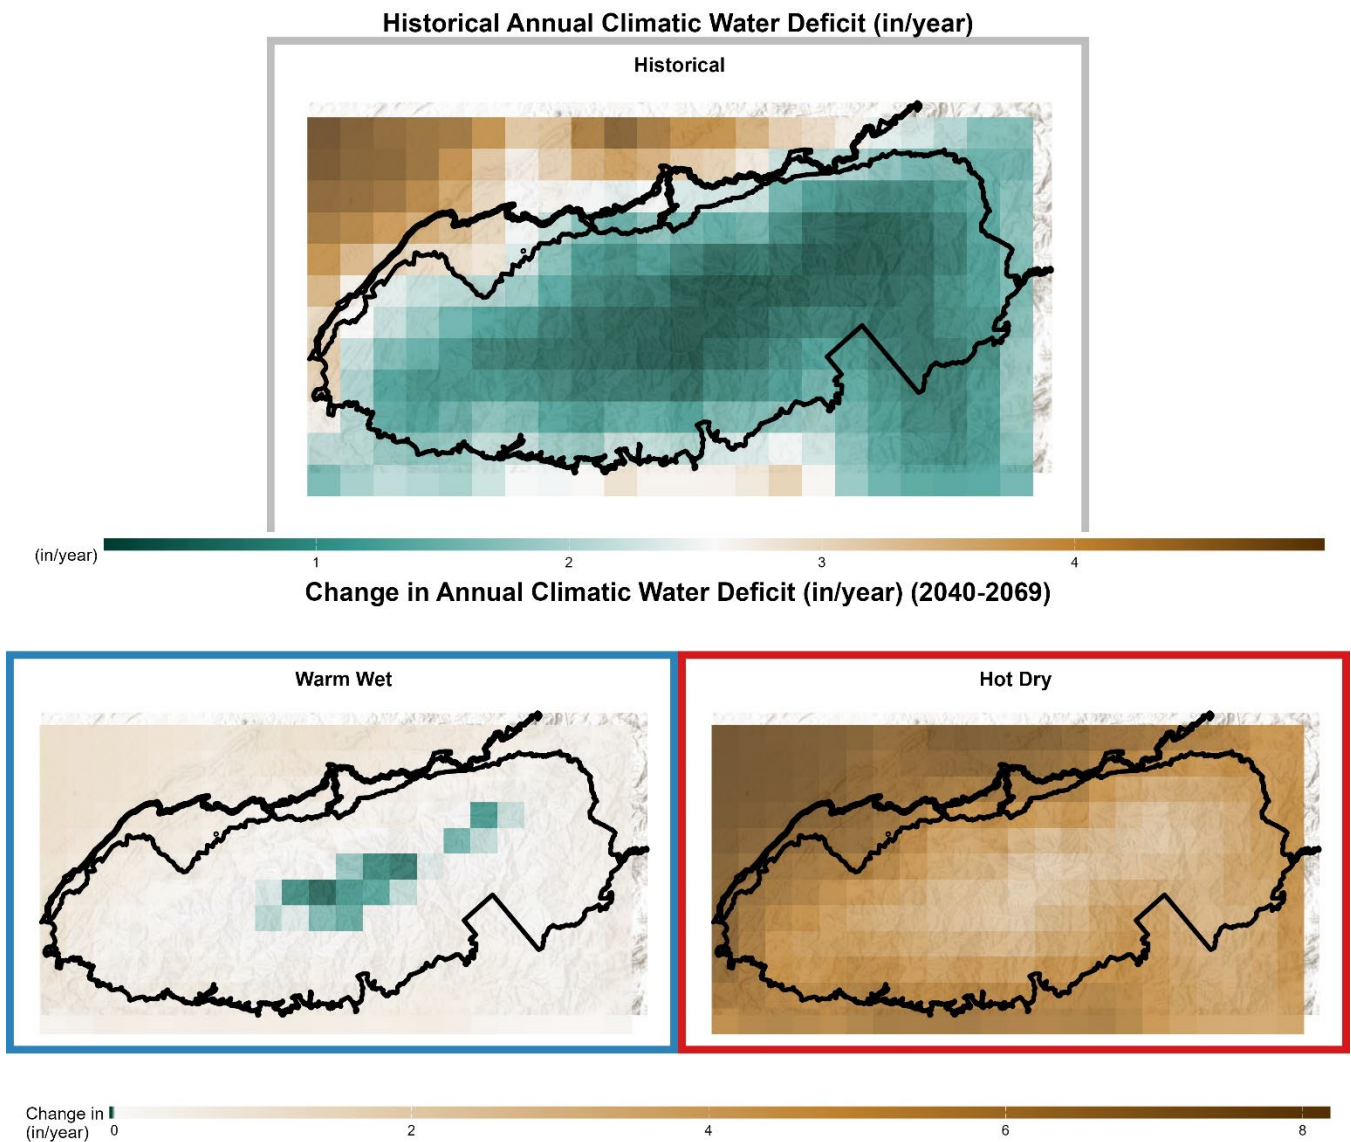 Historical Annual Climatic Water Deficit (in/year)
Historical
(in/year)
1 2 3 4
Change in Annual Climatic Water Deficit (in/year) (2040-2069)
Warm Wet
Hot Dry
Change in
(in/year)
0 2 4 6 8